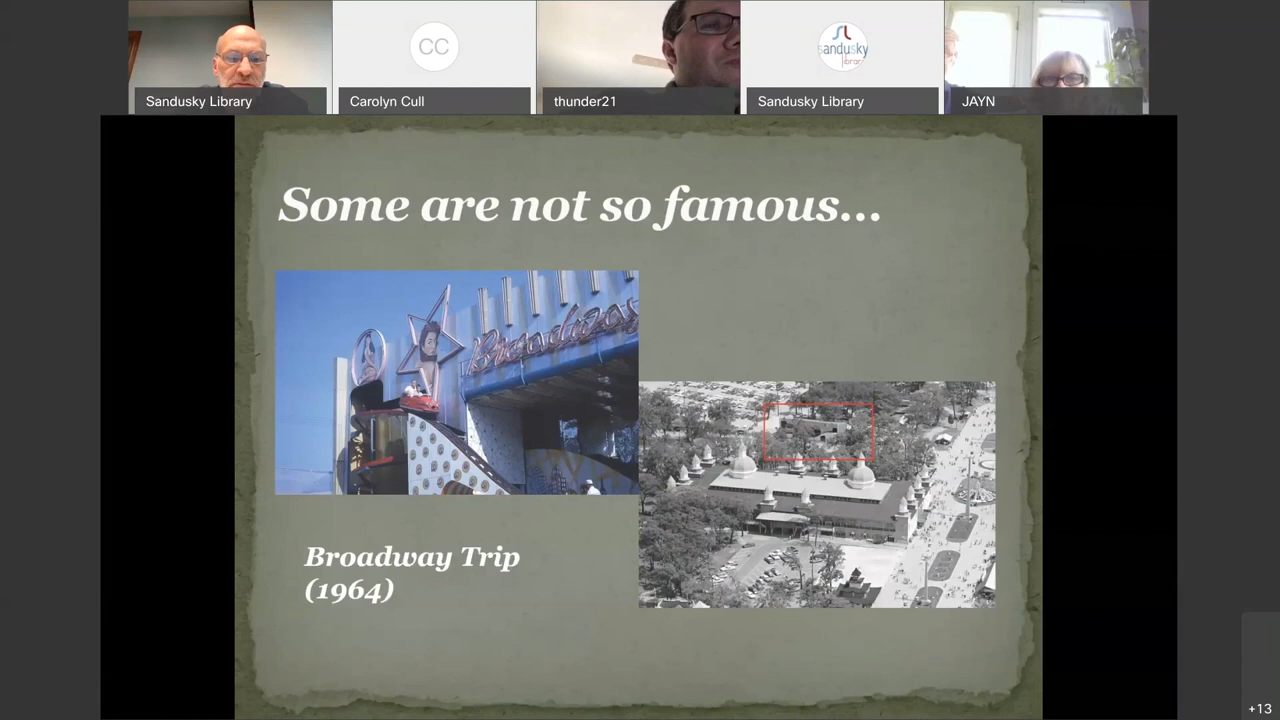 CC
sandusky
library
Sandusky Library
Carolyn Cull
thunder21
Sandusky Library
JAYN
Some are not so famous...
Broadway
Broadway Trip
(1964)
+13